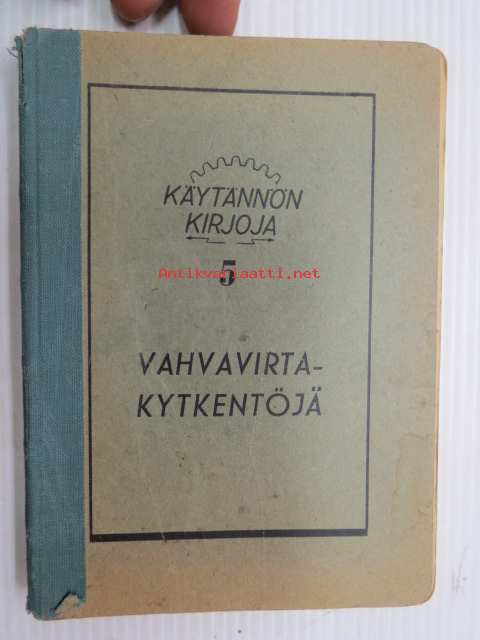 KÄYTÄNNÖN
KIRJOJA
5
Antikvariaatti.net
VAHVAVIRTA-
KYTKENTÖJÄ